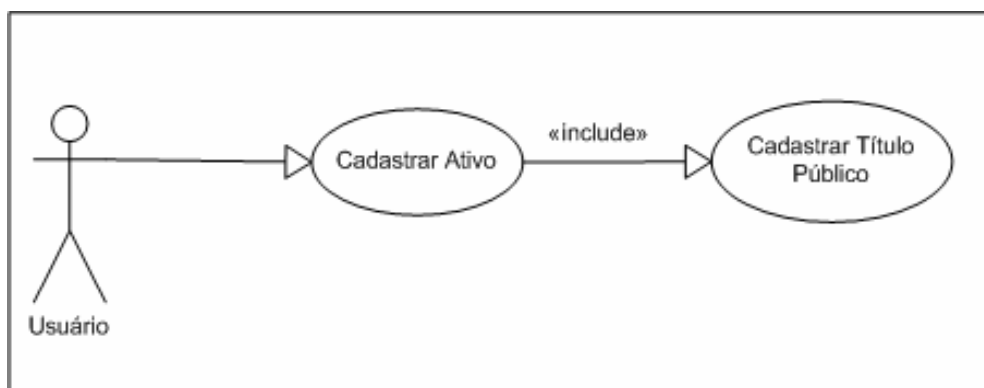 «include»
Cadastrar Ativo
Cadastrar Título
Público
Usuário